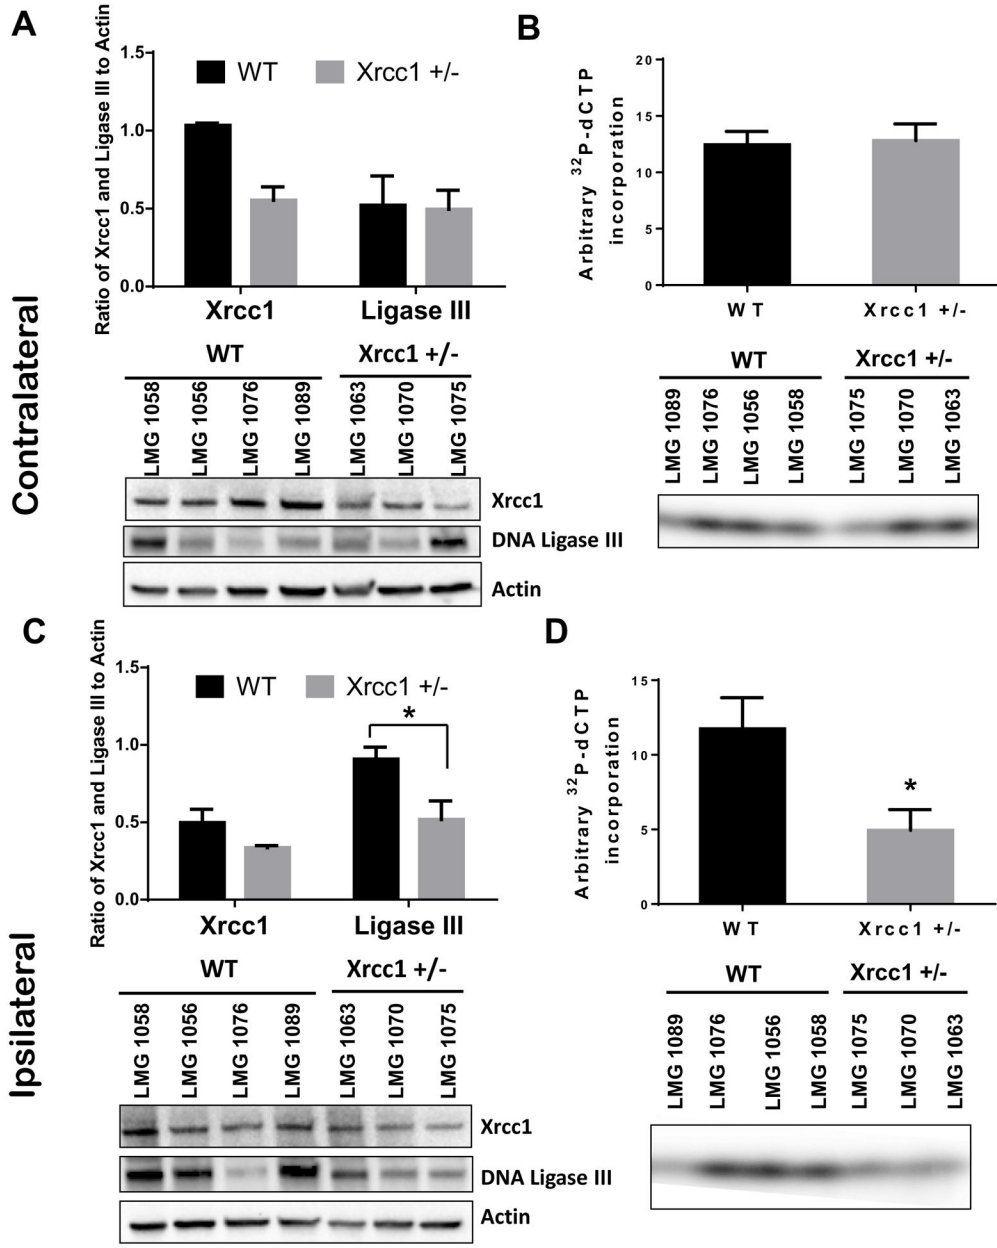 A
Ratio of Xrcc1 and Ligase III to Actin
1.5
1.0
0.5
0.0
WT
Xrcc1 +/-
Xrcc1
Ligase III
B
Arbitrary 32P-dCTP
incorporation
20
15
10
5
0
WT
Xrcc1 +/-
Contralateral
WT
Xrcc1 +/-
LMG 1058
LMG 1056
LMG 1076
LMG 1089
LMG 1063
LMG 1070
LMG 1075
Xrcc1
DNA Ligase III
Actin
WT
Xrcc1 +/-
LMG 1089
LMG 1076
LMG 1056
LMG 1058
LMG 1075
LMG 1070
LMG 1063
C
Ratio of Xrcc1 and Ligase III to Actin
1.5
1.0
0.5
0.0
WT
Xrcc1 +/-
*
Xrcc1
Ligase III
D
Arbitrary 32P-dCTP
incorporation
15
10
5
0
*
WT
Xrcc1 +/-
Ipsilateral
WT
Xrcc1 +/-
LMG 1058
LMG 1056
LMG 1076
LMG 1089
LMG 1063
LMG 1070
LMG 1075
Xrcc1
DNA Ligase III
Actin
WT
Xrcc1 +/-
LMG 1089
LMG 1076
LMG 1056
LMG 1058
LMG 1075
LMG 1070
LMG 1063